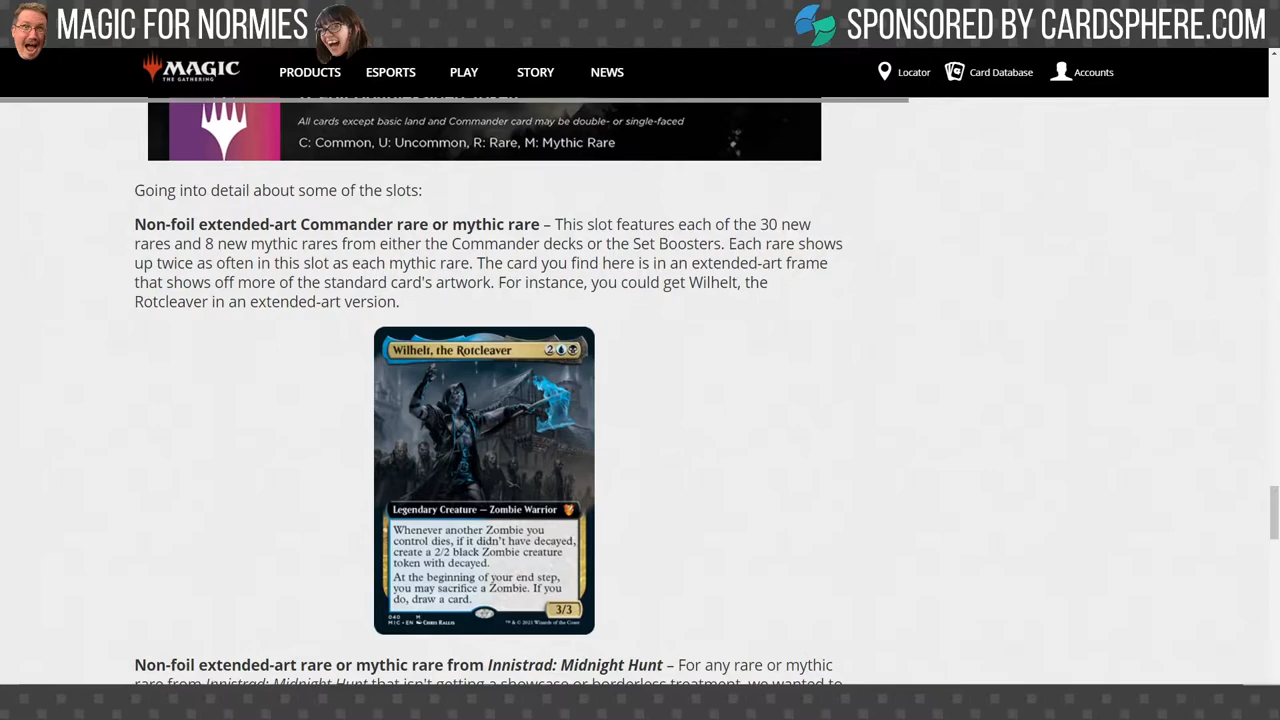 MAGIC FOR NORMIES
SPONSORED BY CARDSPHERE.COM
MAGIC
THE GATHERING
PRODUCTS ESPORTS PLAY STORY NEWS
Locator Card Database Accounts
All cards except basic land and Commander card may be double- or single-faced
C: Common, U: Uncommon, R: Rare, M: Mythic Rare
Going into detail about some of the slots:
Non-foil extended-art Commander rare or mythic rare – This slot features each of the 30 new
rares and 8 new mythic rares from either the Commander decks or the Set Boosters. Each rare shows
up twice as often in this slot as each mythic rare. The card you find here is in an extended-art frame
that shows off more of the standard card's artwork. For instance, you could get Wilhelt, the
Rotcleaver in an extended-art version.
Wilhelt, the Rotcleaver 2
Legendary Creature — Zombie Warrior
Whenever another Zombie you
control dies, if it didn't have decayed,
create a 2/2 black Zombie creature
token with decayed.
At the beginning of your end step,
you may sacrifice a Zombie. If you
do, draw a card.
3/3
040 M
MIC • EN Chris Rallis ™ & © 2021 Wizards of the Coast
Non-foil extended-art rare or mythic rare from Innistrad: Midnight Hunt – For any rare or mythic
rare from Innistrad: Midnight Hunt that isn't getting a showcase or borderless treatment, we wanted to